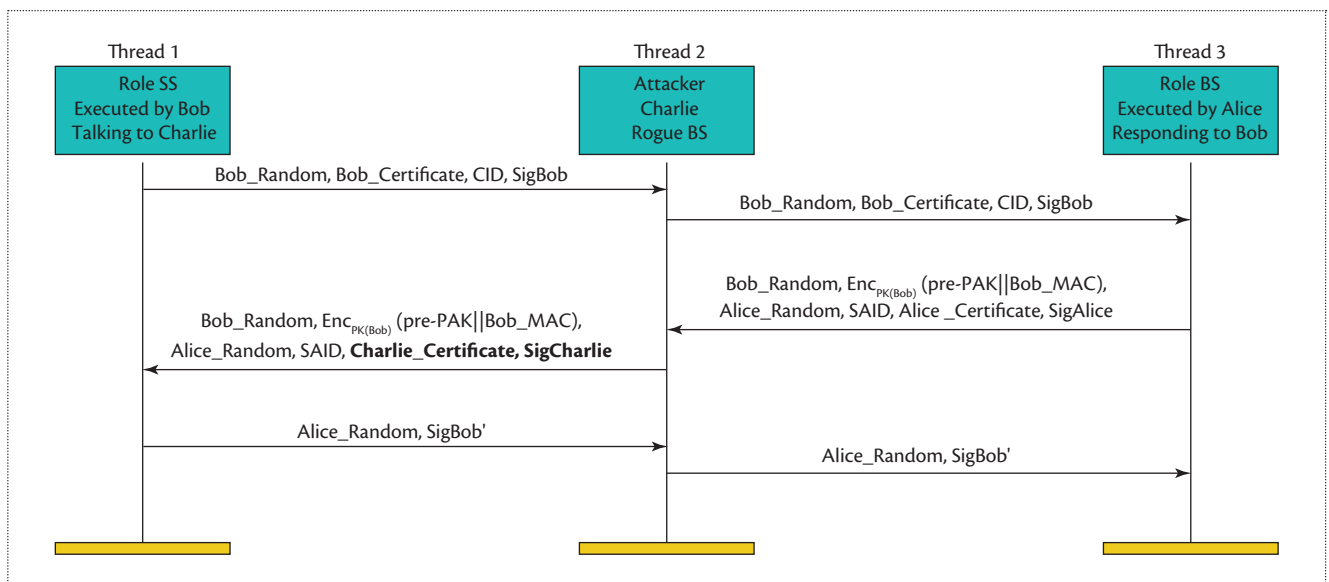 Thread 1
Thread 2
Thread 3
Role SS
Executed by Bob
Talking to Charlie
Attacker
Charlie
Rogue BS
Role BS
Executed by Alice
Responding to Bob
Bob_Random, Bob_Certificate, CID, SigBob
Bob_Random, Bob_Certificate, CID, SigBob
Bob_Random, Enc_PK(Bob) (pre-PAK||Bob_MAC),
Alice_Random, SAID, Alice _Certificate, SigAlice
Bob_Random, Enc_PK(Bob) (pre-PAK||Bob_MAC),
Alice_Random, SAID, Charlie_Certificate, SigCharlie
Alice_Random, SigBob'
Alice_Random, SigBob'